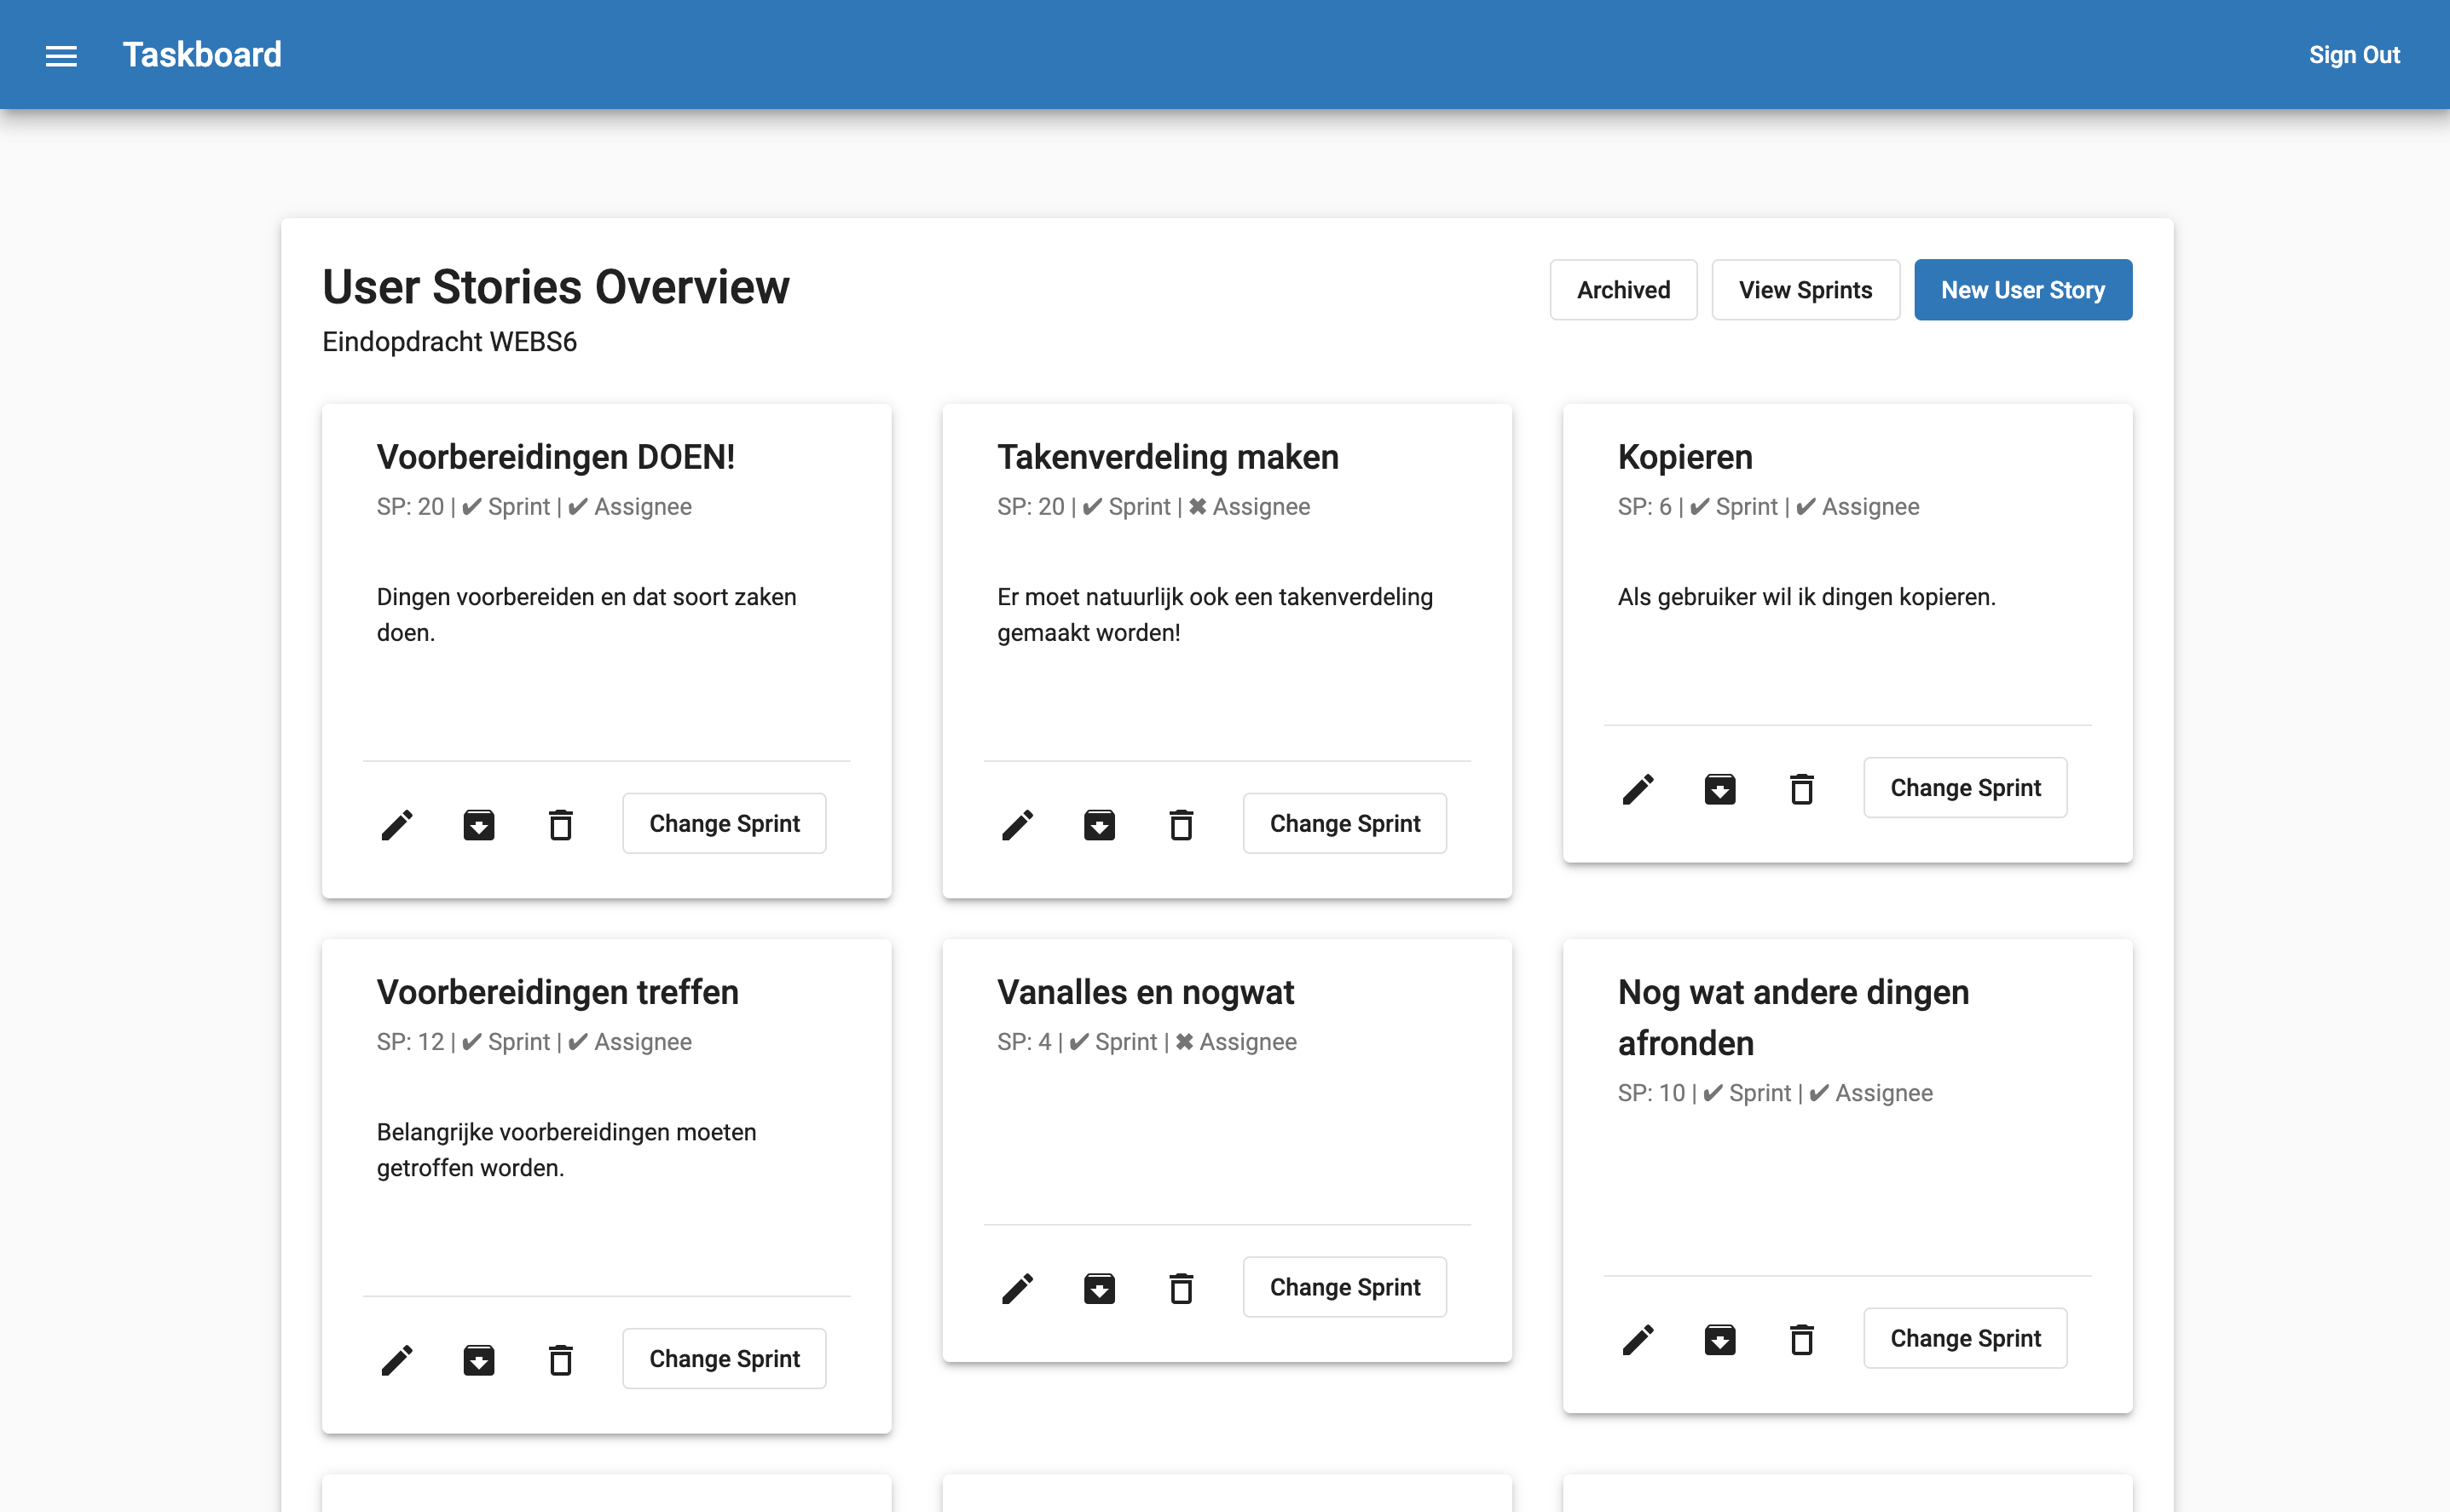 Taskboard
Sign Out
User Stories Overview
Archived
View Sprints
New User Story
Eindopdracht WEBS6
Voorbereidingen DOEN!
SP: 20 | ✔ Sprint | ✔ Assignee
Dingen voorbereiden en dat soort zaken
doen.
Change Sprint
Takenverdeling maken
SP: 20 | ✔ Sprint | ✖ Assignee
Er moet natuurlijk ook een takenverdeling
gemaakt worden!
Change Sprint
Kopieren
SP: 6 | ✔ Sprint | ✔ Assignee
Als gebruiker wil ik dingen kopieren.
Change Sprint
Voorbereidingen treffen
SP: 12 | ✔ Sprint | ✔ Assignee
Belangrijke voorbereidingen moeten
getroffen worden.
Change Sprint
Vanalles en nogwat
SP: 4 | ✔ Sprint | ✖ Assignee
Change Sprint
Nog wat andere dingen
afronden
SP: 10 | ✔ Sprint | ✔ Assignee
Change Sprint